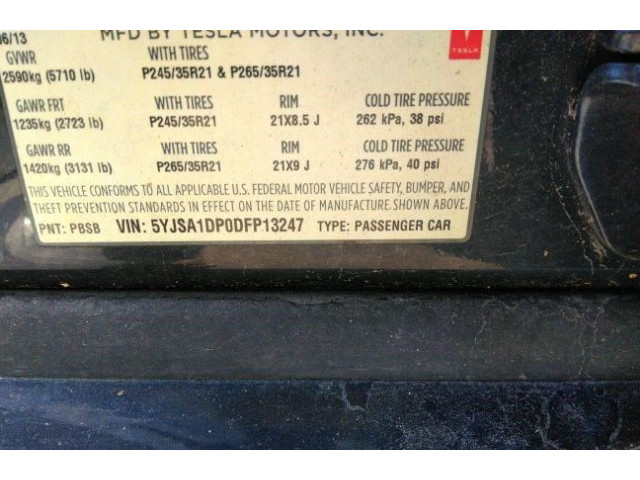 06/13 MFD BY TESLA MOTORS, INC.
TESLA
GVWR WITH TIRES
2590kg (5710 lb) P245/35R21 & P265/35R21
GAWR FRT WITH TIRES RIM COLD TIRE PRESSURE
1235kg (2723 lb) P245/35R21 21X8.5 J 262 kPa, 38 psi
GAWR RR WITH TIRES RIM COLD TIRE PRESSURE
1420kg (3131 lb) P265/35R21 21X9 J 276 kPa, 40 psi
THIS VEHICLE CONFORMS TO ALL APPLICABLE U.S. FEDERAL MOTOR VEHICLE SAFETY, BUMPER, AND
THEFT PREVENTION STANDARDS IN EFFECT ON THE DATE OF MANUFACTURE SHOWN ABOVE.
PNT: PBSB VIN: 5YJSA1DP0DFP13247 TYPE: PASSENGER CAR